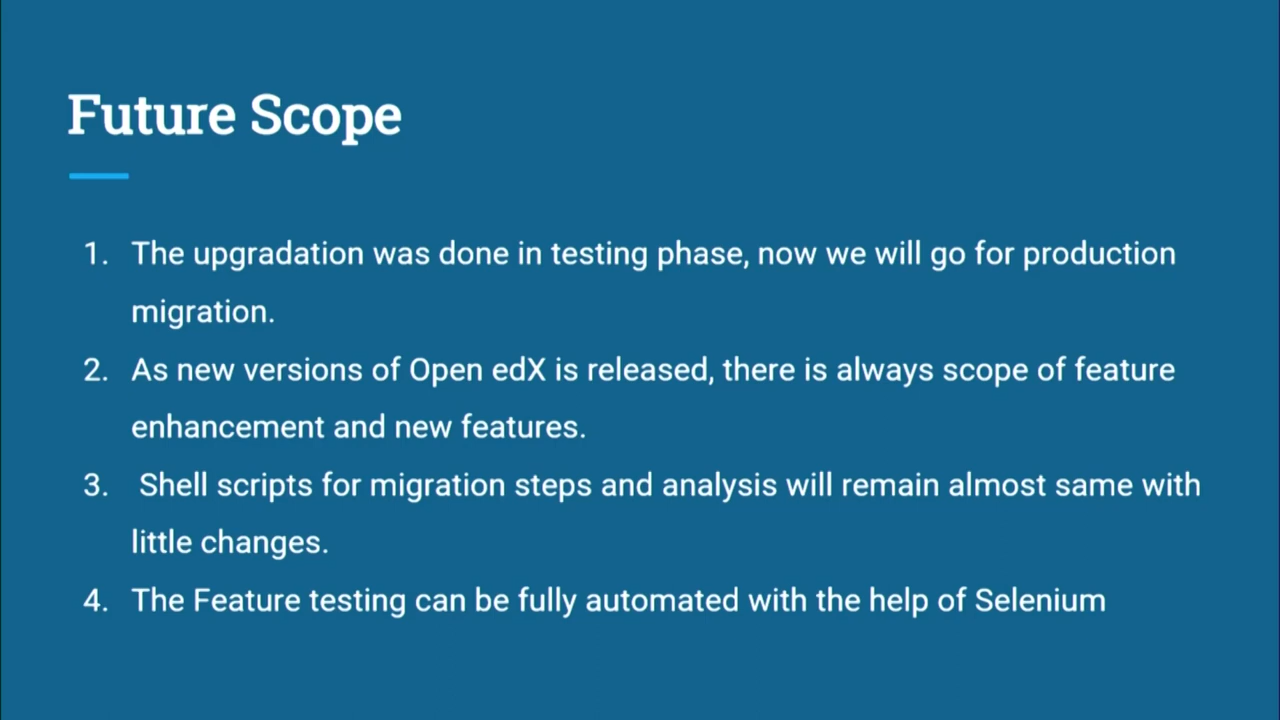 Future Scope
1. The upgradation was done in testing phase, now we will go for production
migration.
2. As new versions of Open edX is released, there is always scope of feature
enhancement and new features.
3. Shell scripts for migration steps and analysis will remain almost same with
little changes.
4. The Feature testing can be fully automated with the help of Selenium